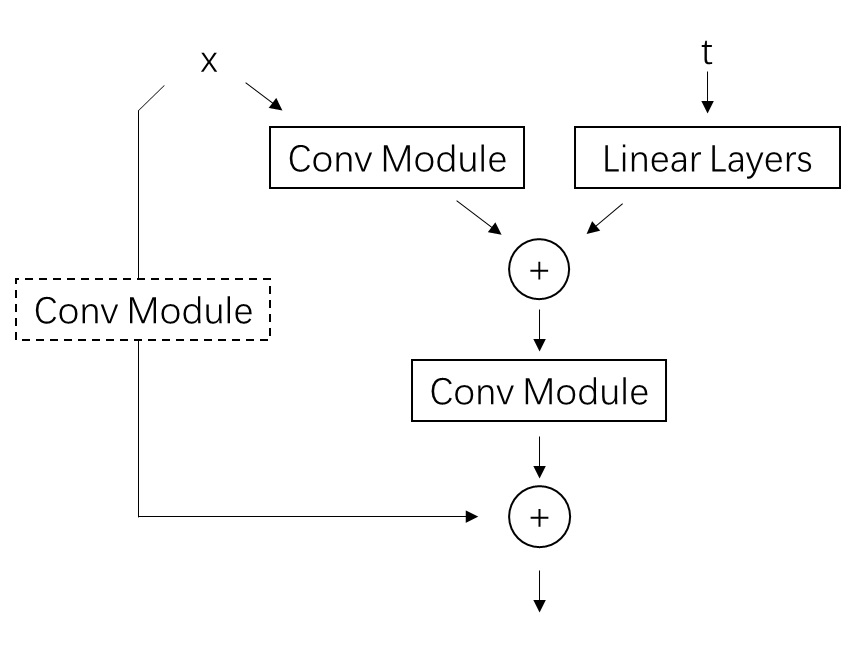 x
t
Conv Module
Linear Layers
+
Conv Module
Conv Module
+